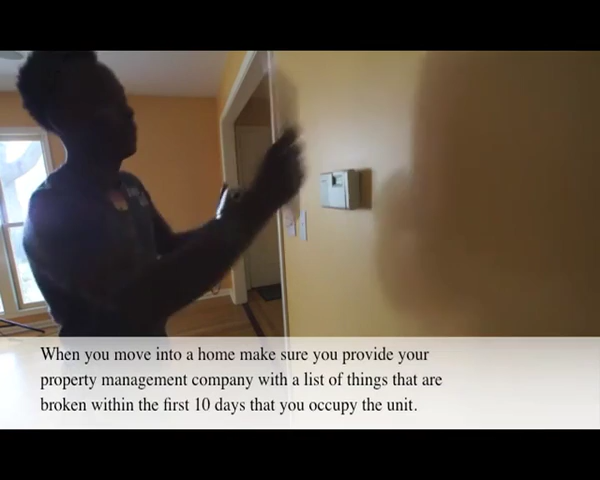 When you move into a home make sure you provide your
property management company with a list of things that are
broken within the first 10 days that you occupy the unit.